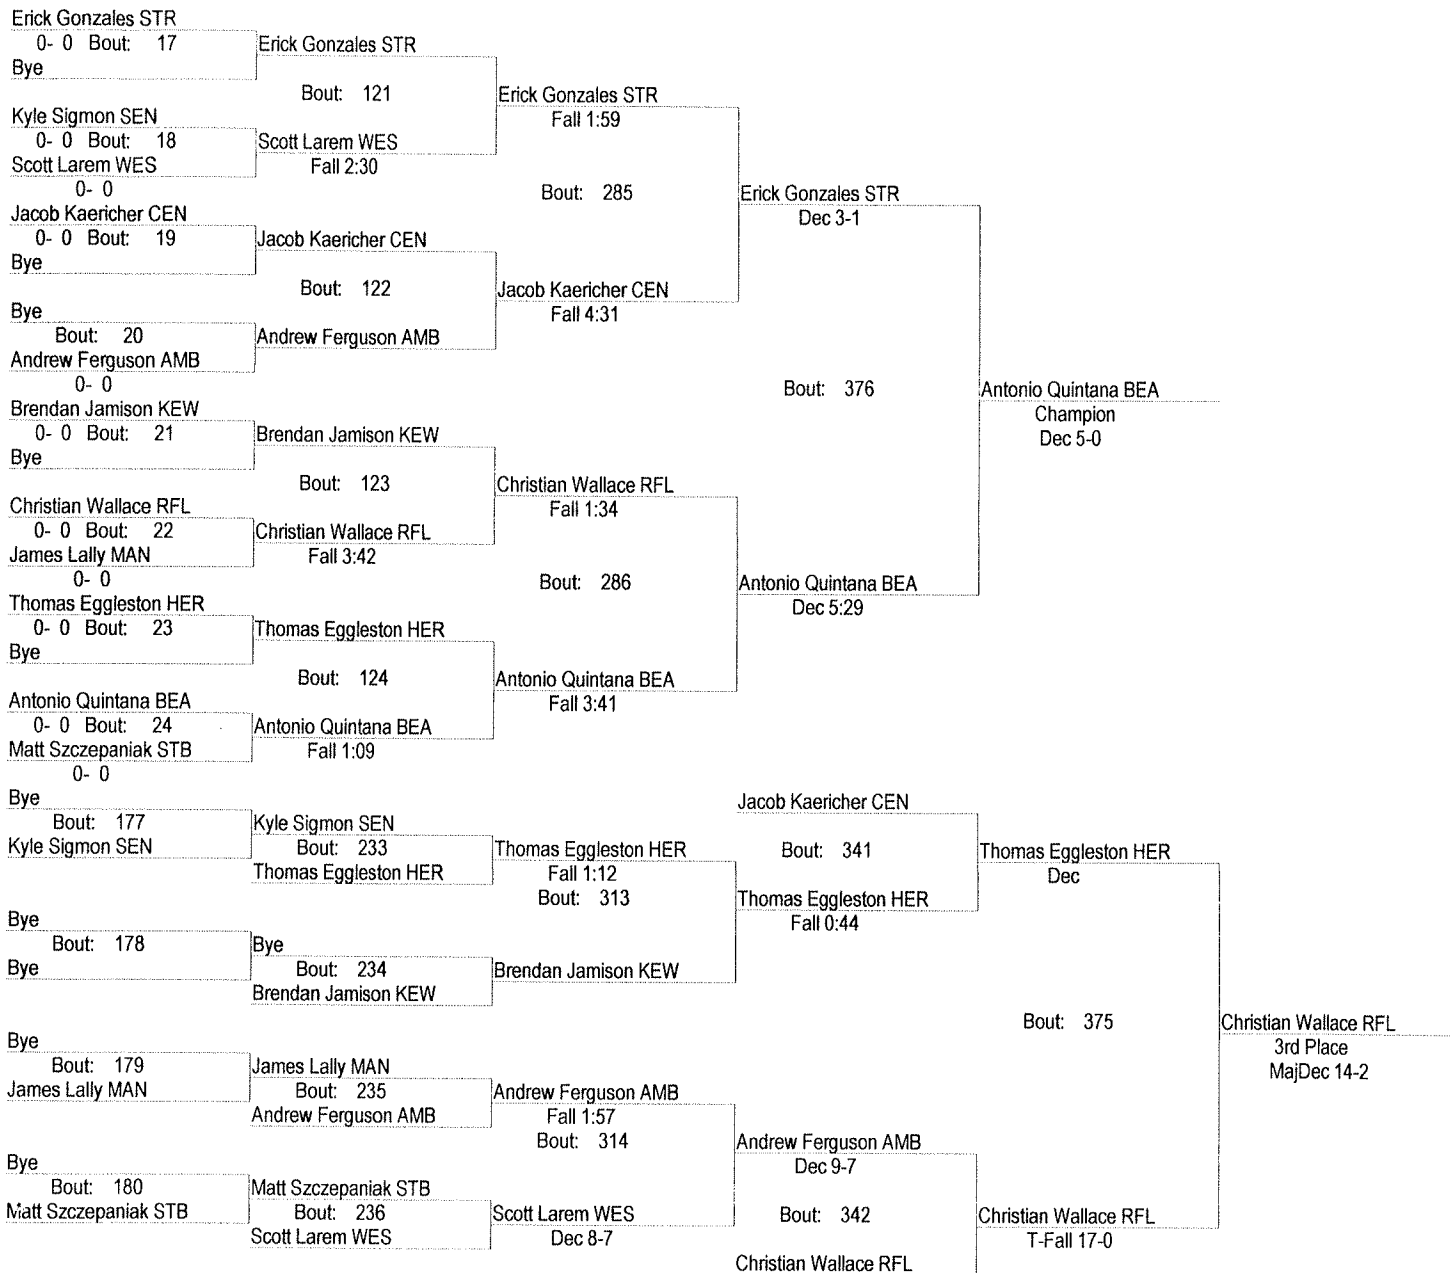 Erick Gonzales STR
0- 0 Bout: 17
Bye
Kyle Sigmon SEN
0- 0 Bout: 18
Scott Larem WES
0- 0
Jacob Kaericher CEN
0- 0 Bout: 19
Bye
Bye
Bout: 20
Andrew Ferguson AMB
0- 0
Brendan Jamison KEW
0- 0 Bout: 21
Bye
Christian Wallace RFL
0- 0 Bout: 22
James Lally MAN
0- 0
Thomas Eggleston HER
0- 0 Bout: 23
Bye
Antonio Quintana BEA
0- 0 Bout: 24
Matt Szczepaniak STB
0- 0
Erick Gonzales STR
Bout: 121
Scott Larem WES
Fall 2:30
Jacob Kaericher CEN
Bout: 122
Andrew Ferguson AMB
Brendan Jamison KEW
Bout: 123
Christian Wallace RFL
Fall 3:42
Thomas Eggleston HER
Bout: 124
Antonio Quintana BEA
Fall 1:09
Erick Gonzales STR
Fall 1:59
Bout: 285
Jacob Kaericher CEN
Fall 4:31
Christian Wallace RFL
Fall 1:34
Bout: 286
Antonio Quintana BEA
Fall 3:41
Erick Gonzales STR
Dec 3-1
Bout: 376
Antonio Quintana BEA
Dec 5:29
Antonio Quintana BEA
Champion
Dec 5-0
Bye
Bout: 177
Kyle Sigmon SEN
Bye
Bout: 178
Bye
Bye
Bout: 179
James Lally MAN
Bye
Bout: 180
Matt Szczepaniak STB
Kyle Sigmon SEN
Bout: 233
Thomas Eggleston HER
Bye
Bout: 234
Brendan Jamison KEW
James Lally MAN
Bout: 235
Andrew Ferguson AMB
Matt Szczepaniak STB
Bout: 236
Scott Larem WES
Thomas Eggleston HER
Fall 1:12
Bout: 313
Brendan Jamison KEW
Andrew Ferguson AMB
Fall 1:57
Bout: 314
Scott Larem WES
Dec 8-7
Jacob Kaericher CEN
Bout: 341
Thomas Eggleston HER
Fall 0:44
Andrew Ferguson AMB
Dec 9-7
Bout: 342
Christian Wallace RFL
Thomas Eggleston HER
Dec
Bout: 375
Christian Wallace RFL
T-Fall 17-0
Christian Wallace RFL
3rd Place
MajDec 14-2